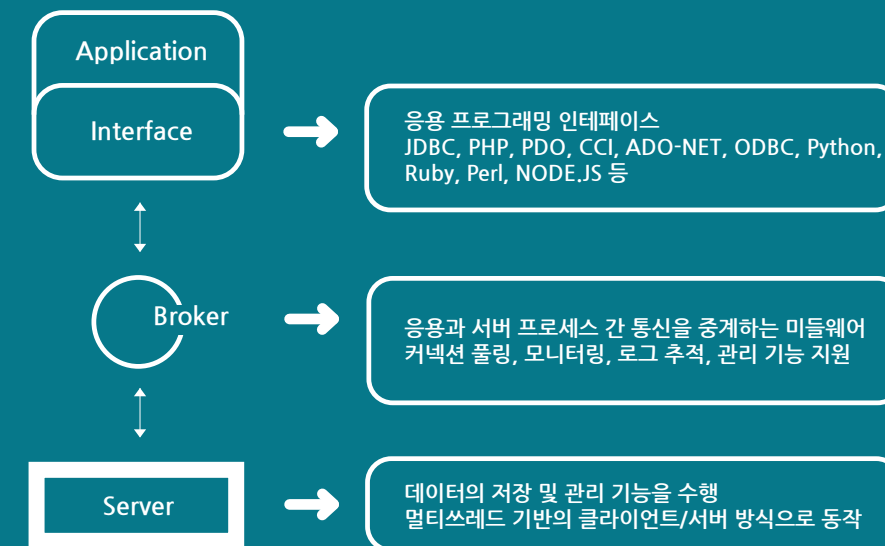 Application
Interface
응용 프로그래밍 인테페이스
JDBC, PHP, PDO, CCI, ADO-NET, ODBC, Python,
Ruby, Perl, NODE.JS 등
Broker
응용과 서버 프로세스 간 통신을 중계하는 미들웨어
커넥션 풀링, 모니터링, 로그 추적, 관리 기능 지원
Server
데이터의 저장 및 관리 기능을 수행
멀티쓰레드 기반의 클라이언트/서버 방식으로 동작